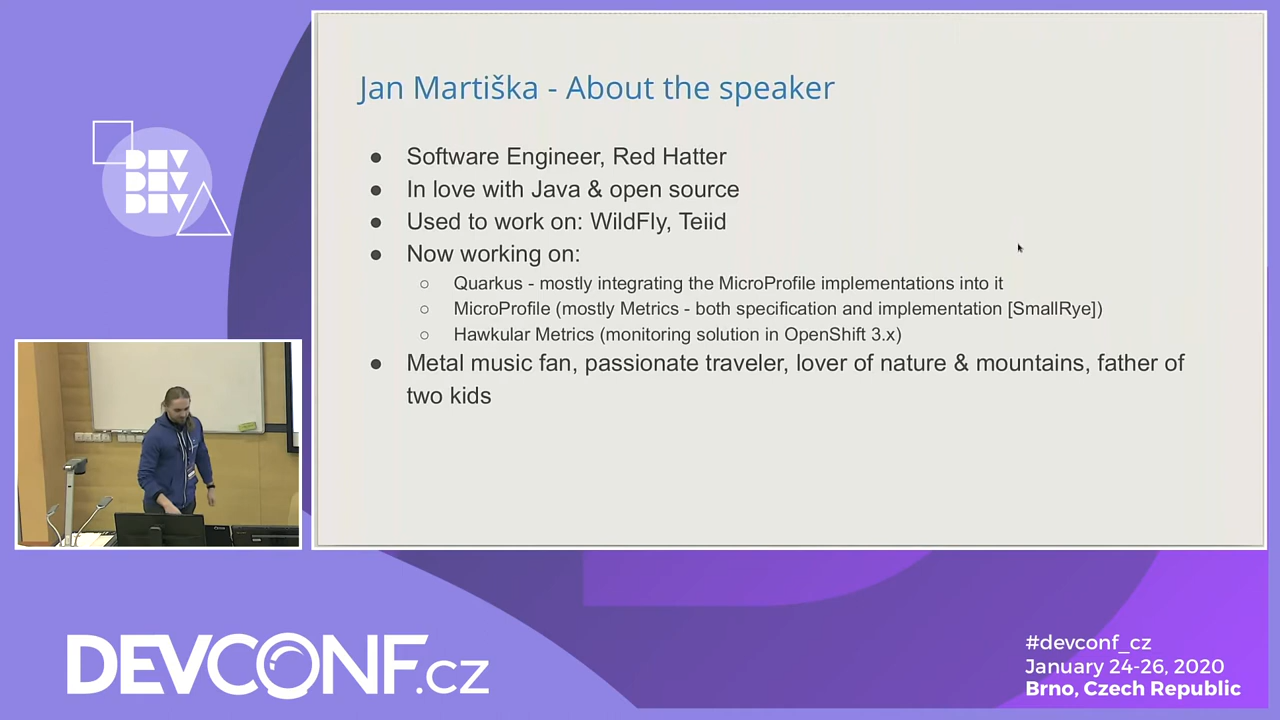 Jan Martiška - About the speaker
● Software Engineer, Red Hatter
● In love with Java & open source
● Used to work on: WildFly, Teiid
● Now working on:
○ Quarkus - mostly integrating the MicroProfile implementations into it
○ MicroProfile (mostly Metrics - both specification and implementation [SmallRye])
○ Hawkular Metrics (monitoring solution in OpenShift 3.x)
● Metal music fan, passionate traveler, lover of nature & mountains, father of
two kids
DEV
DEV
DEV
DEVCONF.cz
#devconf_cz
January 24-26, 2020
Brno, Czech Republic